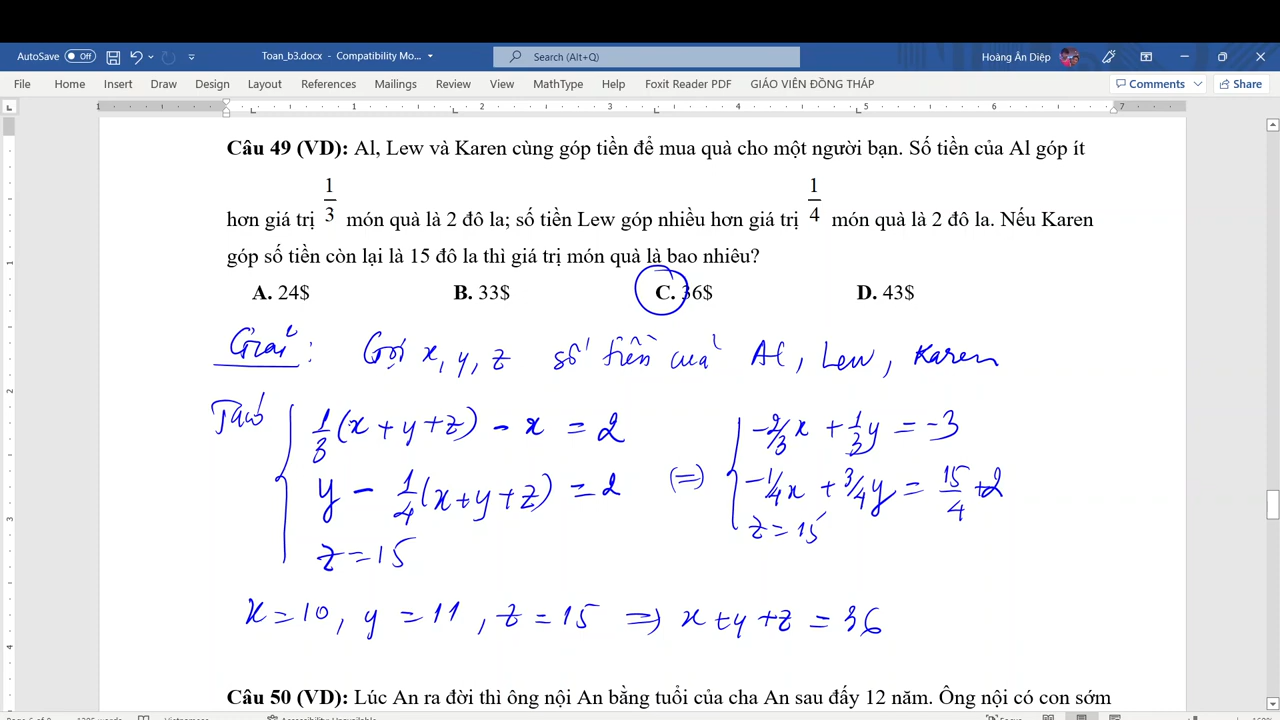 AutoSave Off Toan_b3.docx - Compatibility Mo... Search (Alt+Q) Hoàng Ân Diệp
File Home Insert Draw Design Layout References Mailings Review View MathType Help Foxit Reader PDF GIÁO VIÊN ĐỒNG THÁP Comments Share
1 1 2 3 4 5 6 7
Câu 49 (VD): Al, Lew và Karen cùng góp tiền để mua quà cho một người bạn. Số tiền của Al góp ít
hơn giá trị 1/3 món quà là 2 đô la; số tiền Lew góp nhiều hơn giá trị 1/4 món quà là 2 đô la. Nếu Karen
góp số tiền còn lại là 15 đô la thì giá trị món quà là bao nhiêu?
A. 24$ B. 33$ C. 36$ D. 43$
Giải: Gọi x, y, z số tiền của Al, Lew, Karen
Ta có 1/3(x+y+z) - x = 2 -2/3x + 1/3y = -3
y - 1/4(x+y+z) = 2 (=) -1/4x + 3/4y = 15/4 + 2
z = 15 z = 15
x = 10, y = 11, z = 15 => x+y+z = 36
Câu 50 (VD): Lúc An ra đời thì ông nội An bằng tuổi của cha An sau đấy 12 năm. Ông nội có con sớm